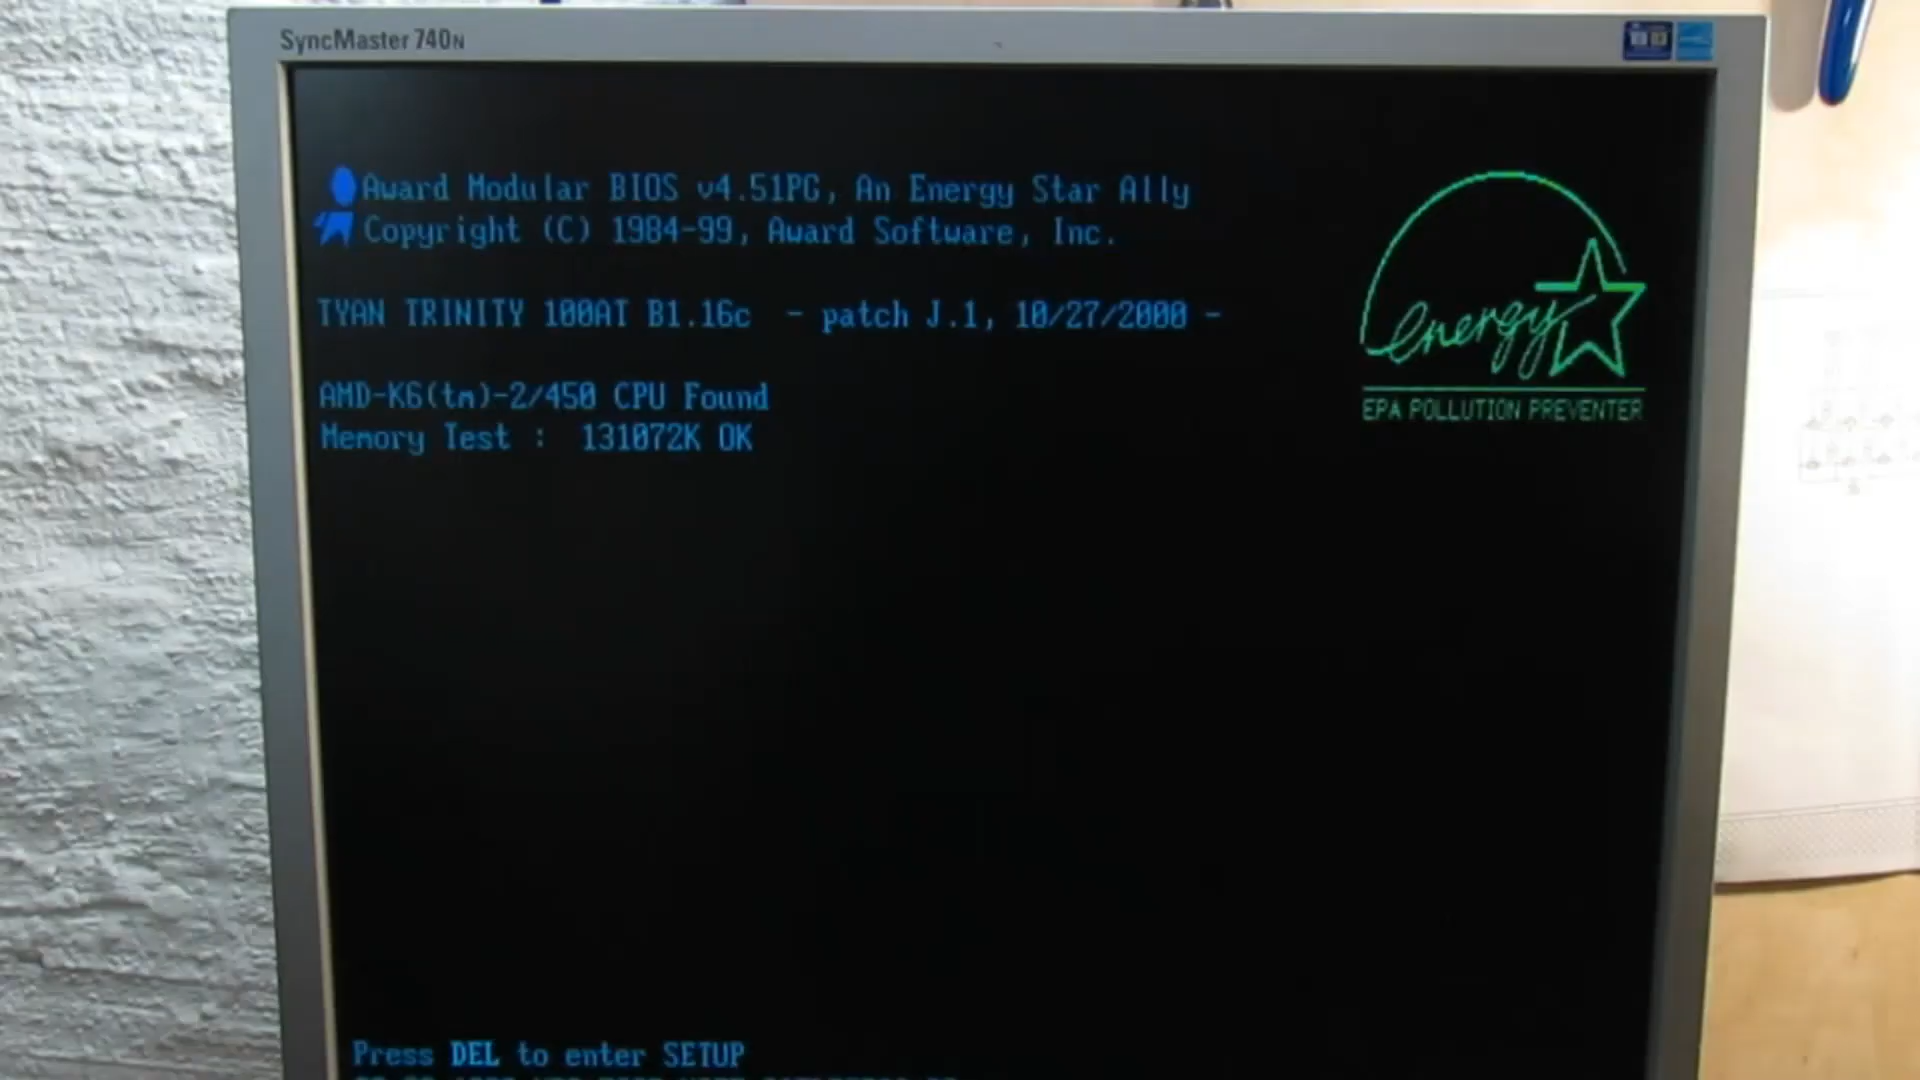 SyncMaster 740N
Award Modular BIOS v4.51PG, An Energy Star Ally
Copyright (C) 1984-99, Award Software, Inc.
TYAN TRINITY 100AT B1.16c - patch J.1, 10/27/2000 -
AMD-K6(tm)-2/450 CPU Found
Memory Test : 131072K OK
energy
EPA POLLUTION PREVENTER
Press DEL to enter SETUP